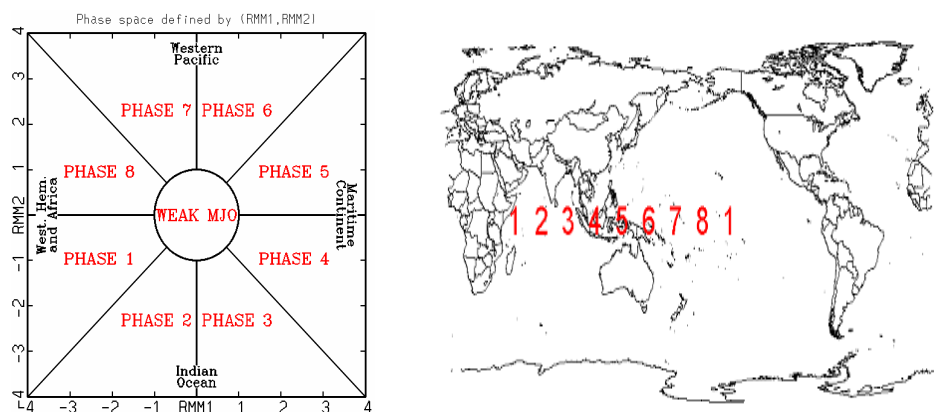 Phase space defined by (RMM1,RMM2)
4
Western
Pacific
3
PHASE 7 PHASE 6
2
PHASE 8 PHASE 5
1
RMM2
0
West. Hem.
and Africa
WEAK MJO
Maritime
Continent
-1
PHASE 1 PHASE 4
-2
PHASE 2 PHASE 3
-3
Indian
Ocean
-4
-4 -3 -2 -1 RMM1 1 2 3 4
1 2 3 4 5 6 7 8 1